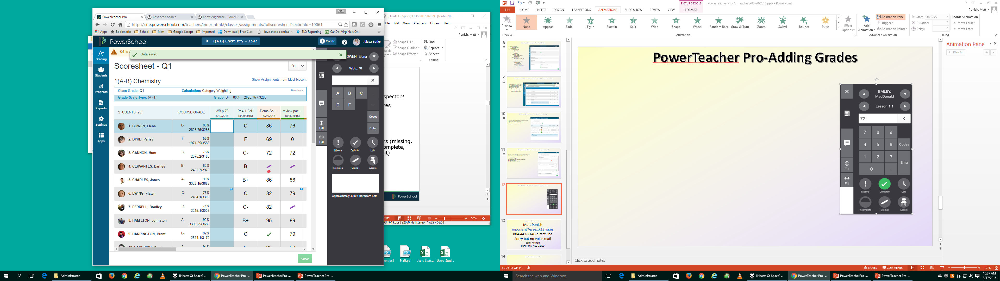 Matt
PowerTeacher Pro
Advanced Search
Knowledgebase - PowerT
https://xte.powerschool.com/teachers/index.html#/classes/assignments/fullscoresheet?sectionId=10061
Apps
Bookmarks
School
Matt
Google Script
Imported
Download | Free Clas
I love these comical n
SLO Reporting
CanDo: Virginia's Onl
PowerSchool
1(A-B) Chemistry - 15-16
Create
Alissa Butler
Q1 is
Data saved
Grading
Students
Progress
Reports
Settings
Apps
Scoresheet - Q1
Q1
1(A-B) Chemistry
Show Assignments from Most Recent
Class Grade: Q1
Calculation: Category Weighting
Show More
Grade Scale Type: (A - F)
Grade: B- | 80% | 2626.75 / 3285
STUDENTS (25)
COURSE GRADE
WB p.70
(8/19/2015)
Pr 4.1 AN1
(8/20/2015)
Demo Sp ...
(8/24/2015)
review pac...
(8/26/2015)
1. BOWEN, Elena B- 80% 2626.75/3285 C 86 76
2. BYRD, Perisa F 55% 1971.55/3585 F 69 0
3. CANNON, Hunt C 75% 2375.2/3185 C- 72 72
4. CERVANTES, Barnes B- 82% 2452.7/2975 B
5. CHARLES, Jones A- 90% 3323.15/3685 B+ 86 86
6. EWING, Flaten C 75% 2494.1/3305 C 82 79
7. FERRELL, Bradley C 74% 2215.1/3005 C- 82
8. HAMILTON, Johnston A- 92% 3399.25/3685 B+ 95 89
9. HARRINGTON, Brent B- 82% 2594.1/3170 C 79
Save
OWEN, Elena
WB p.70
A B C -
D F +
Codes
Enter
Fill
Fill
Missing
Collected
Late
Incomplete
Exempt
Absent
Approximately 4000 Characters Left
[Hearts Of Space] HOS-2012-07-29 [foobar20...
File Edit View Playback Library Help
Ponish, Matt
Shape Fill
Shape Outline
Shape Effects
Find
Replace
Select
Editing
spector?
res
rs (missing,
omplete,
nt)
PowerSchool
50%
| 64 kbps | 22050 Hz | stereo | 17:29 / 58:58
ent.ps1
Staff.ps1
Users-Staff....
Users-Stud...
PICTURE TOOLS
PowerTeacher Pro-All Teachers-08-20-2016.pptx - PowerPoint
FILE HOME INSERT DESIGN TRANSITIONS ANIMATIONS SLIDE SHOW REVIEW VIEW FORMAT
Ponish, Matt
Preview
None
Appear
Fade
Fly In
Float In
Split
Wipe
Shape
Wheel
Random Bars
Grow & Turn
Zoom
Swivel
Bounce
Pulse
Effect
Options
Add
Animation
Animation Pane
Trigger
Animation Painter
Start: On Click
Duration:
Delay:
Reorder Animation
Move Earlier
Move Later
Preview
Animation
Advanced Animation
Timing
8
9
10
11
12
13
Matt Ponish
mponish@essex.k12.va.us
804-443-2140-direct line
Sorry but no voice mail
Semi Retired
Part Time-7:00-11:00
14
PowerTeacher Pro-Adding Grades
BAILEY,
MacDonald
Lesson 1.1
72
7 8 9
4 5 6 Codes
1 2 3
Enter
0 .
Fill
Fill
Missing
Collected
Late
Incomplete
Exempt
Absent
Animation Pane
Play All
Click to add notes
SLIDE 12 OF 14
NOTES
COMMENTS
107%
Administrator
[Hearts Of Space] ...
PowerTeacher Pro -...
PowerTeacherPro_...
PowerTeacher Pro-...
Search the web and Windows
Administrator
[Hearts Of Space] ...
PowerTeacher Pro -...
PowerTeacherPro_...
PowerTeacher Pro-...
10:37 AM
8/17/2016